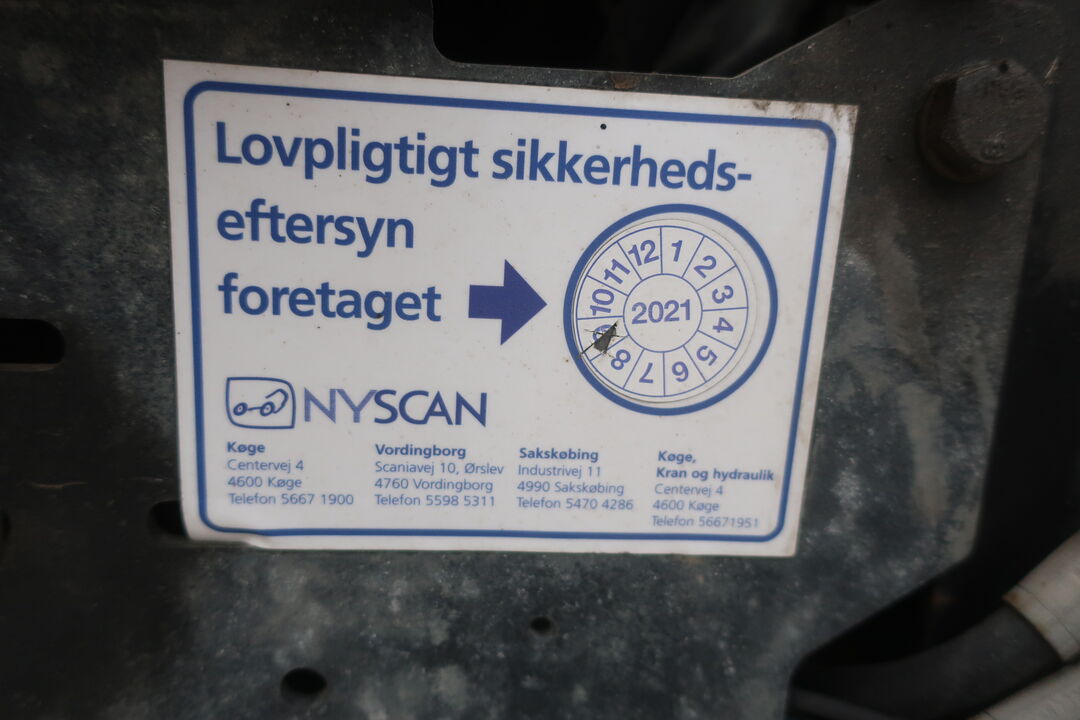 Lovpligtigt sikkerheds-
eftersyn
foretaget
12 1 2 3 4 5 6 7 8 9 10 11
2021
NYSCAN
Køge
Centervej 4
4600 Køge
Telefon 5667 1900
Vordingborg
Scaniavej 10, Ørslev
4760 Vordingborg
Telefon 5598 5311
Sakskøbing
Industrivej 11
4990 Sakskøbing
Telefon 5470 4286
Køge,
Kran og hydraulik
Centervej 4
4600 Køge
Telefon 56671951